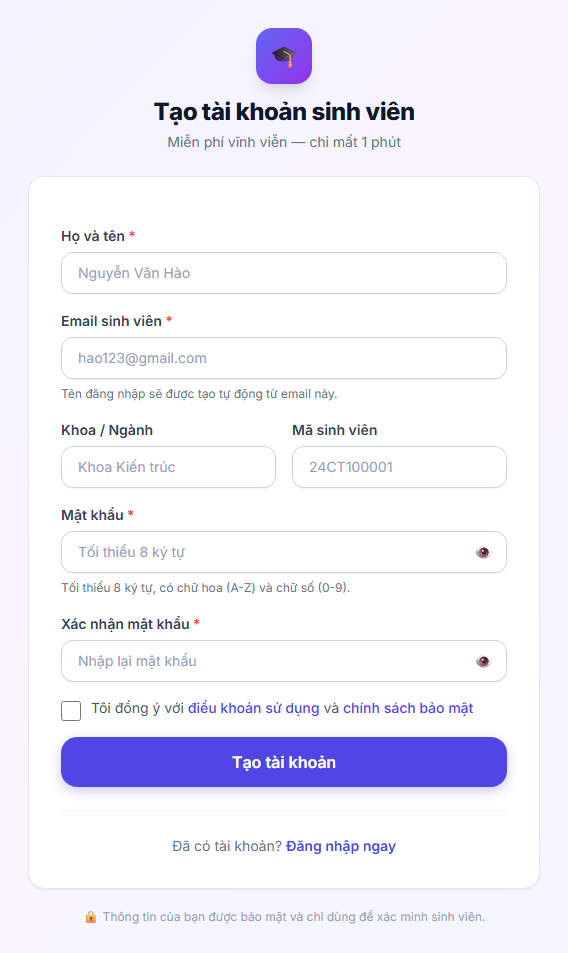 Tạo tài khoản sinh viên
Miễn phí vĩnh viễn — chỉ mất 1 phút
Họ và tên *
Nguyễn Văn Hào
Email sinh viên *
hao123@gmail.com
Tên đăng nhập sẽ được tạo tự động từ email này.
Khoa / Ngành
Mã sinh viên
Khoa Kiến trúc
24CT100001
Mật khẩu *
Tối thiểu 8 ký tự
Tối thiểu 8 ký tự, có chữ hoa (A-Z) và chữ số (0-9).
Xác nhận mật khẩu *
Nhập lại mật khẩu
Tôi đồng ý với điều khoản sử dụng và chính sách bảo mật
Tạo tài khoản
Đã có tài khoản? Đăng nhập ngay
Thông tin của bạn được bảo mật và chỉ dùng để xác minh sinh viên.